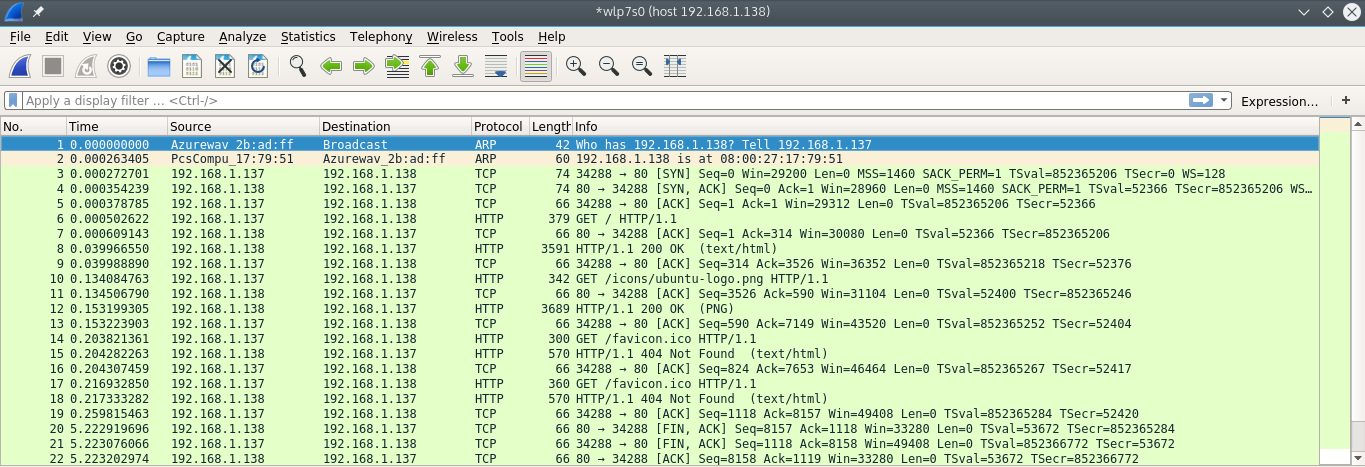 *wlp7s0 (host 192.168.1.138)
File Edit View Go Capture Analyze Statistics Telephony Wireless Tools Help
Apply a display filter ... <Ctrl-/> Expression... +
No. Time Source Destination Protocol Length Info
1 0.000000000 Azurewav_2b:ad:ff Broadcast ARP 42 Who has 192.168.1.138? Tell 192.168.1.137
2 0.000263405 PcsCompu_17:79:51 Azurewav_2b:ad:ff ARP 60 192.168.1.138 is at 08:00:27:17:79:51
3 0.000272701 192.168.1.137 192.168.1.138 TCP 74 34288 → 80 [SYN] Seq=0 Win=29200 Len=0 MSS=1460 SACK_PERM=1 TSval=852365206 TSecr=0 WS=128
4 0.000354239 192.168.1.138 192.168.1.137 TCP 74 80 → 34288 [SYN, ACK] Seq=0 Ack=1 Win=28960 Len=0 MSS=1460 SACK_PERM=1 TSval=52366 TSecr=852365206 WS…
5 0.000378785 192.168.1.137 192.168.1.138 TCP 66 34288 → 80 [ACK] Seq=1 Ack=1 Win=29312 Len=0 TSval=852365206 TSecr=52366
6 0.000502622 192.168.1.137 192.168.1.138 HTTP 379 GET / HTTP/1.1
7 0.000609143 192.168.1.138 192.168.1.137 TCP 66 80 → 34288 [ACK] Seq=1 Ack=314 Win=30080 Len=0 TSval=52366 TSecr=852365206
8 0.039966550 192.168.1.138 192.168.1.137 HTTP 3591 HTTP/1.1 200 OK (text/html)
9 0.039988890 192.168.1.137 192.168.1.138 TCP 66 34288 → 80 [ACK] Seq=314 Ack=3526 Win=36352 Len=0 TSval=852365218 TSecr=52376
10 0.134084763 192.168.1.137 192.168.1.138 HTTP 342 GET /icons/ubuntu-logo.png HTTP/1.1
11 0.134506790 192.168.1.138 192.168.1.137 TCP 66 80 → 34288 [ACK] Seq=3526 Ack=590 Win=31104 Len=0 TSval=52400 TSecr=852365246
12 0.153199305 192.168.1.138 192.168.1.137 HTTP 3689 HTTP/1.1 200 OK (PNG)
13 0.153223903 192.168.1.137 192.168.1.138 TCP 66 34288 → 80 [ACK] Seq=590 Ack=7149 Win=43520 Len=0 TSval=852365252 TSecr=52404
14 0.203821361 192.168.1.137 192.168.1.138 HTTP 300 GET /favicon.ico HTTP/1.1
15 0.204282263 192.168.1.138 192.168.1.137 HTTP 570 HTTP/1.1 404 Not Found (text/html)
16 0.204307459 192.168.1.137 192.168.1.138 TCP 66 34288 → 80 [ACK] Seq=824 Ack=7653 Win=46464 Len=0 TSval=852365267 TSecr=52417
17 0.216932850 192.168.1.137 192.168.1.138 HTTP 360 GET /favicon.ico HTTP/1.1
18 0.217333282 192.168.1.138 192.168.1.137 HTTP 570 HTTP/1.1 404 Not Found (text/html)
19 0.259815463 192.168.1.137 192.168.1.138 TCP 66 34288 → 80 [ACK] Seq=1118 Ack=8157 Win=49408 Len=0 TSval=852365284 TSecr=52420
20 5.222919696 192.168.1.138 192.168.1.137 TCP 66 80 → 34288 [FIN, ACK] Seq=8157 Ack=1118 Win=33280 Len=0 TSval=53672 TSecr=852365284
21 5.223076066 192.168.1.137 192.168.1.138 TCP 66 34288 → 80 [FIN, ACK] Seq=1118 Ack=8158 Win=49408 Len=0 TSval=852366772 TSecr=53672
22 5.223202974 192.168.1.138 192.168.1.137 TCP 66 80 → 34288 [ACK] Seq=8158 Ack=1119 Win=33280 Len=0 TSval=53672 TSecr=852366772